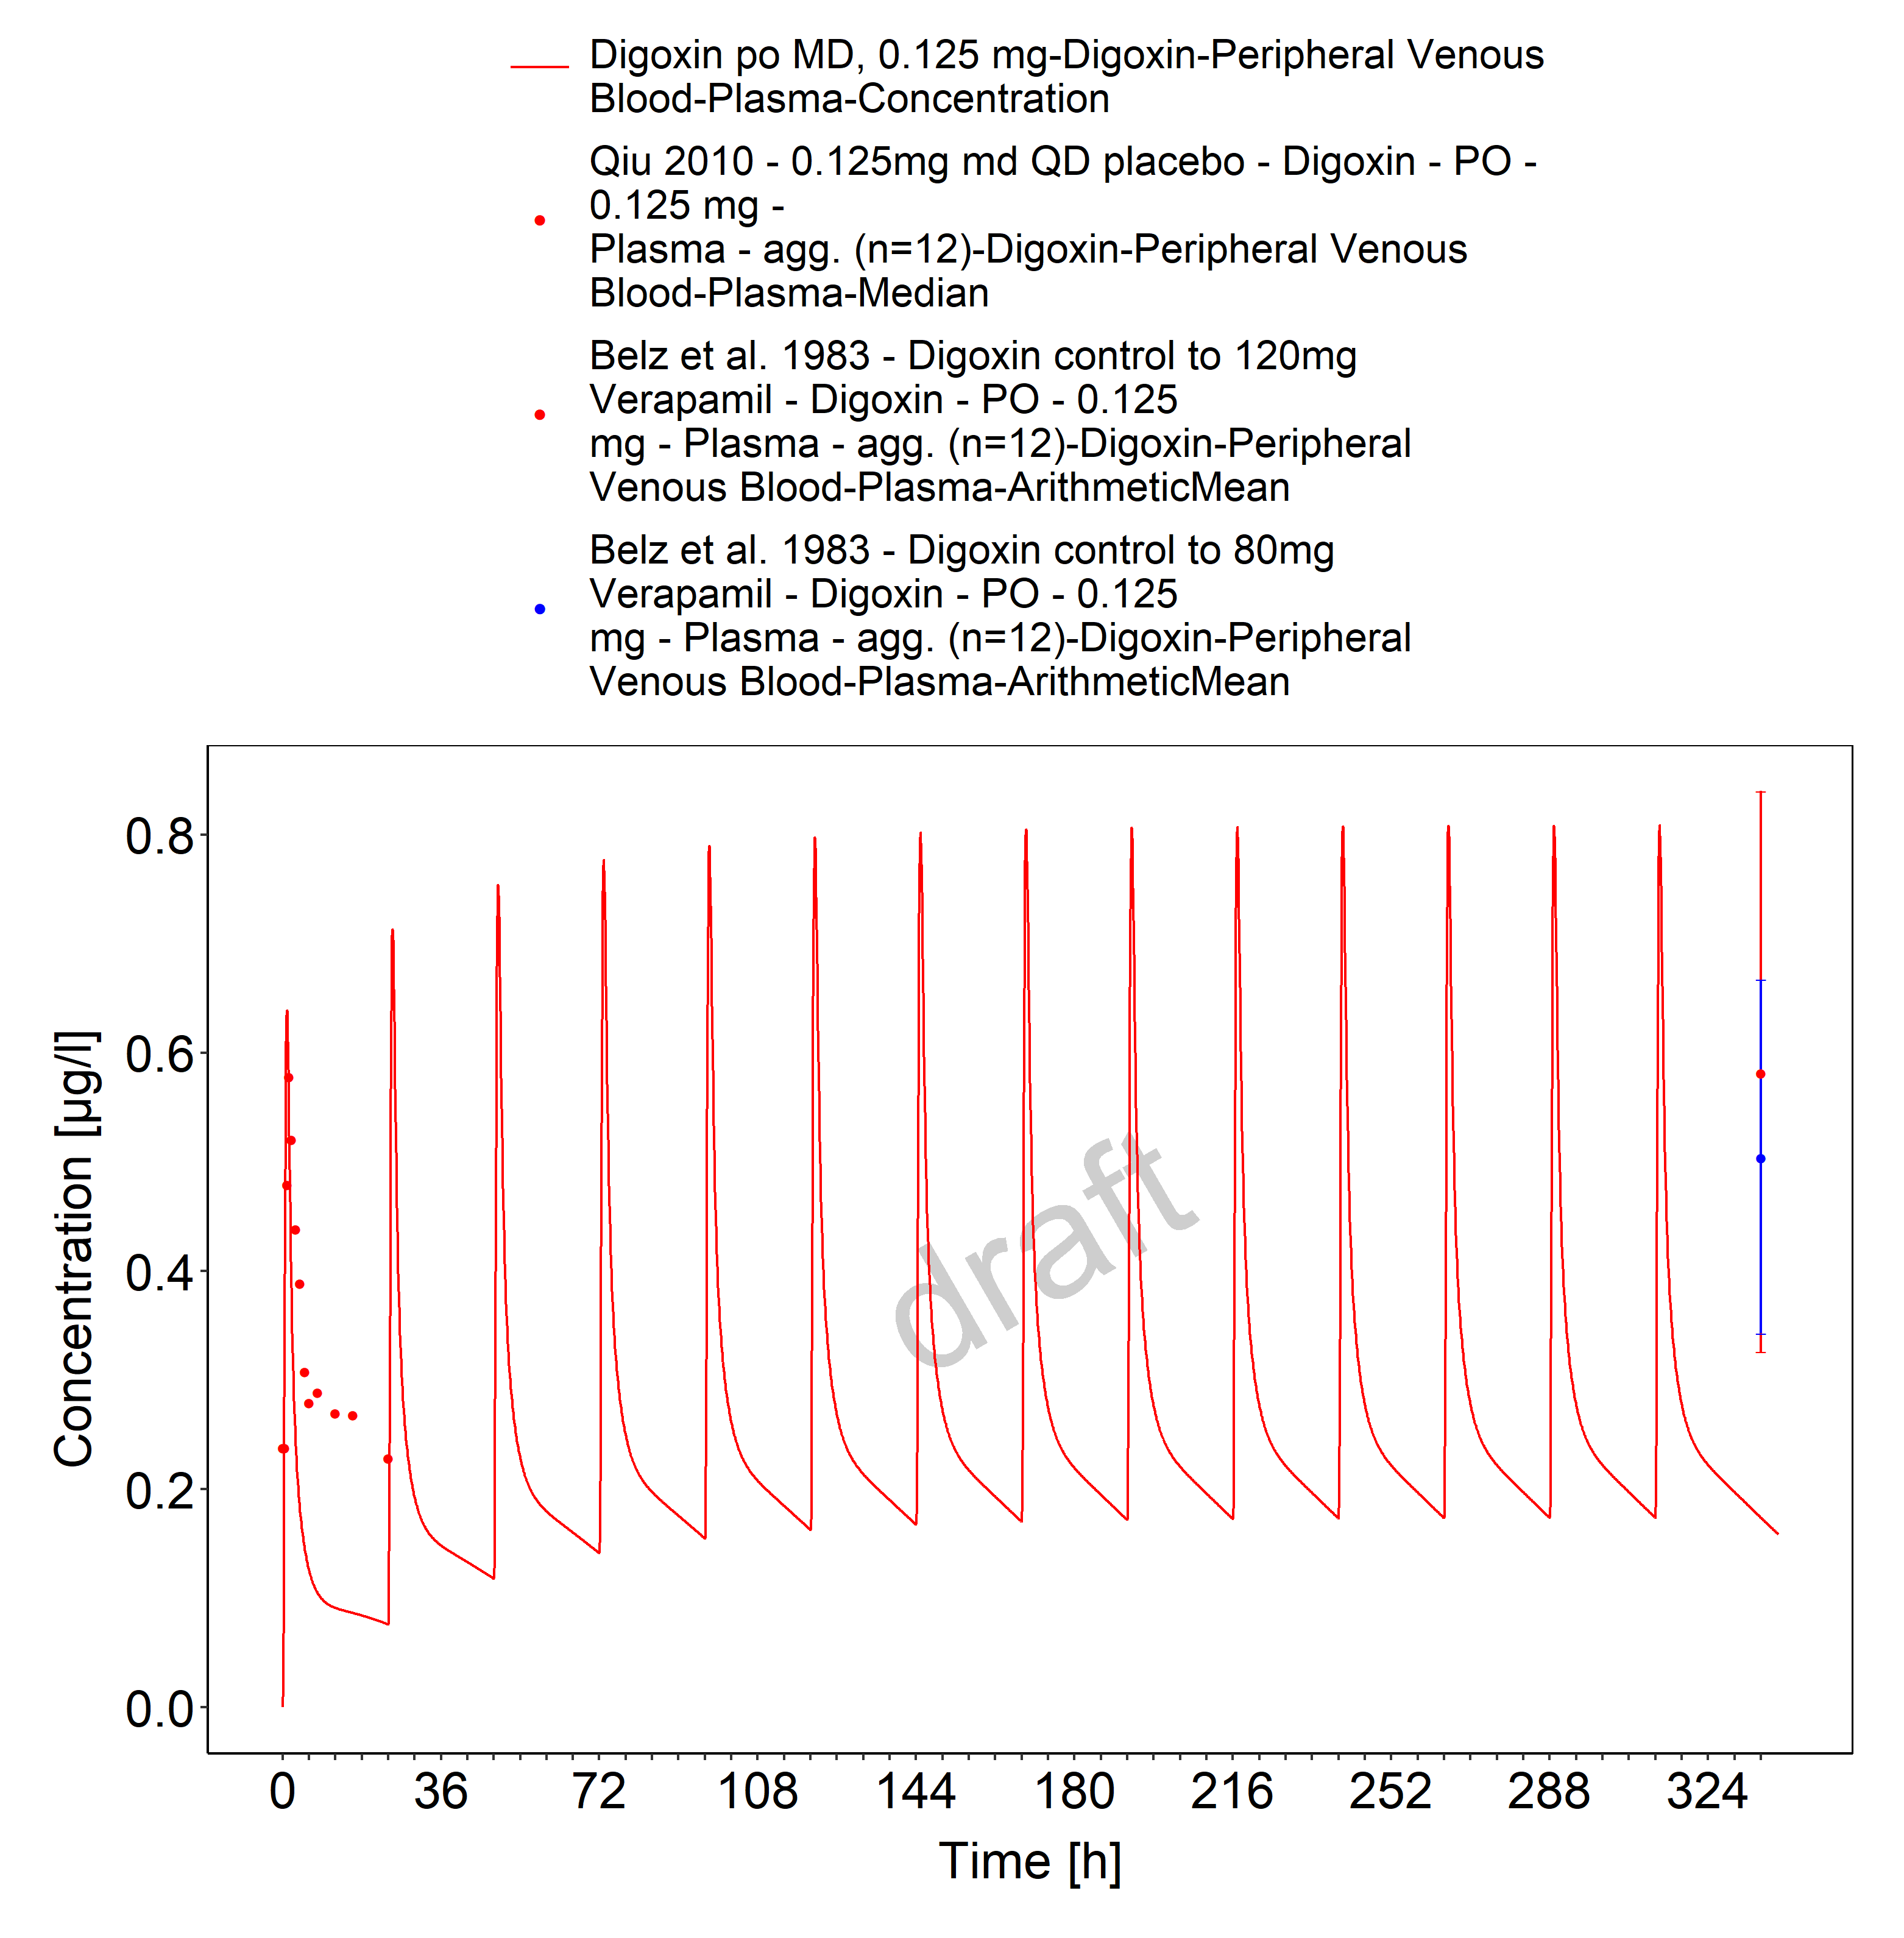 Digoxin po MD, 0.125 mg-Digoxin-Peripheral Venous
Blood-Plasma-Concentration
Qiu 2010 - 0.125mg md QD placebo - Digoxin - PO -
0.125 mg -
Plasma - agg. (n=12)-Digoxin-Peripheral Venous
Blood-Plasma-Median
Belz et al. 1983 - Digoxin control to 120mg
Verapamil - Digoxin - PO - 0.125
mg - Plasma - agg. (n=12)-Digoxin-Peripheral
Venous Blood-Plasma-ArithmeticMean
Belz et al. 1983 - Digoxin control to 80mg
Verapamil - Digoxin - PO - 0.125
mg - Plasma - agg. (n=12)-Digoxin-Peripheral
Venous Blood-Plasma-ArithmeticMean
Concentration [µg/l]
0.8
0.6
0.4
0.2
0.0
draft
0 36 72 108 144 180 216 252 288 324
Time [h]